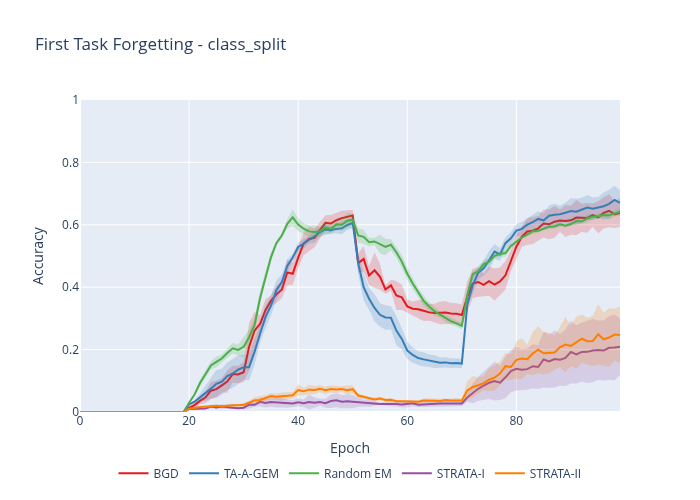 First Task Forgetting - class_split
1
0.8
0.6
0.4
0.2
0
Accuracy
0 20 40 60 80
Epoch
BGD TA-A-GEM Random EM STRATA-I STRATA-II